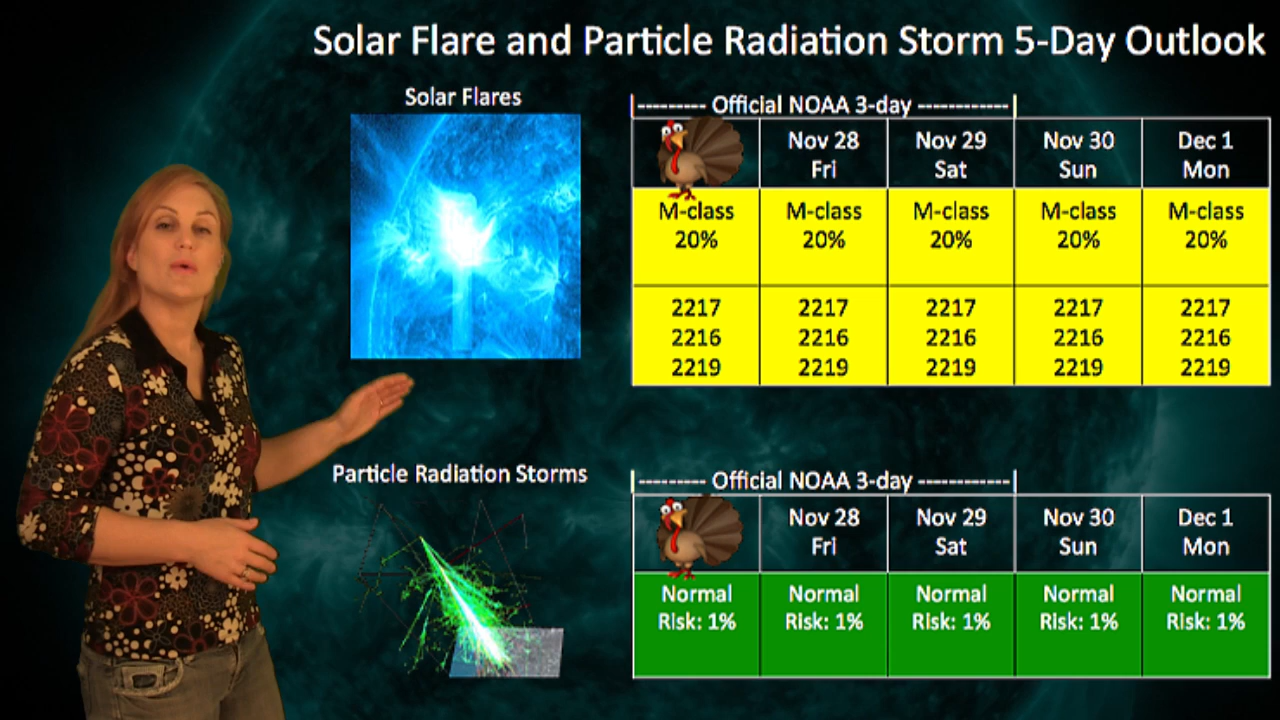 Solar Flare and Particle Radiation Storm 5-Day Outlook
Solar Flares
|--------- Official NOAA 3-day ------------|
Nov 28 Nov 29 Nov 30 Dec 1
Fri Sat Sun Mon
M-class M-class M-class M-class M-class
20% 20% 20% 20% 20%
2217 2217 2217 2217 2217
2216 2216 2216 2216 2216
2219 2219 2219 2219 2219
Particle Radiation Storms
|--------- Official NOAA 3-day ------------|
Nov 28 Nov 29 Nov 30 Dec 1
Fri Sat Sun Mon
Normal Normal Normal Normal Normal
Risk: 1% Risk: 1% Risk: 1% Risk: 1% Risk: 1%